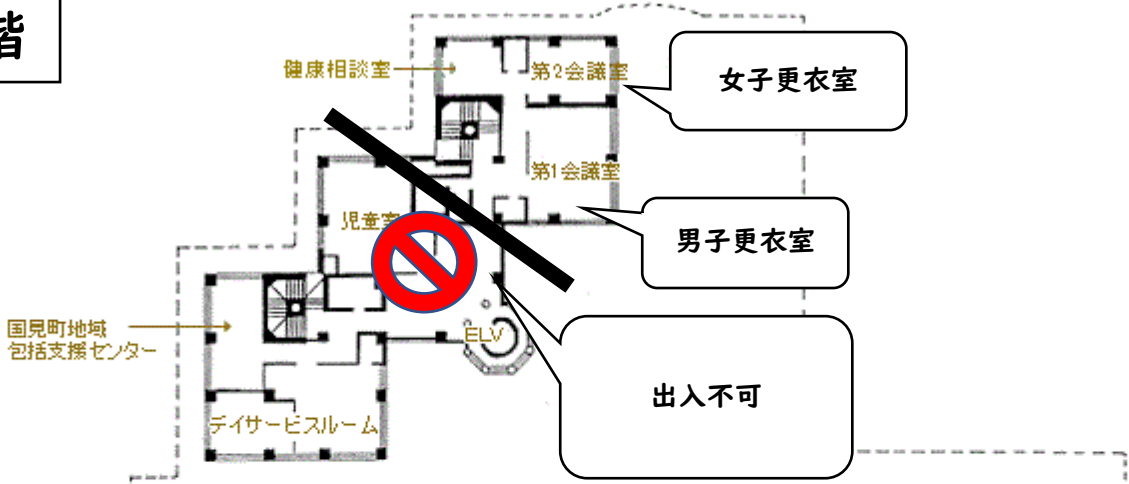 階
健康相談室
第2会議室
女子更衣室
第1会議室
児童室
男子更衣室
国見町地域
包括支援センター
ELV
出入不可
デイサービスルーム